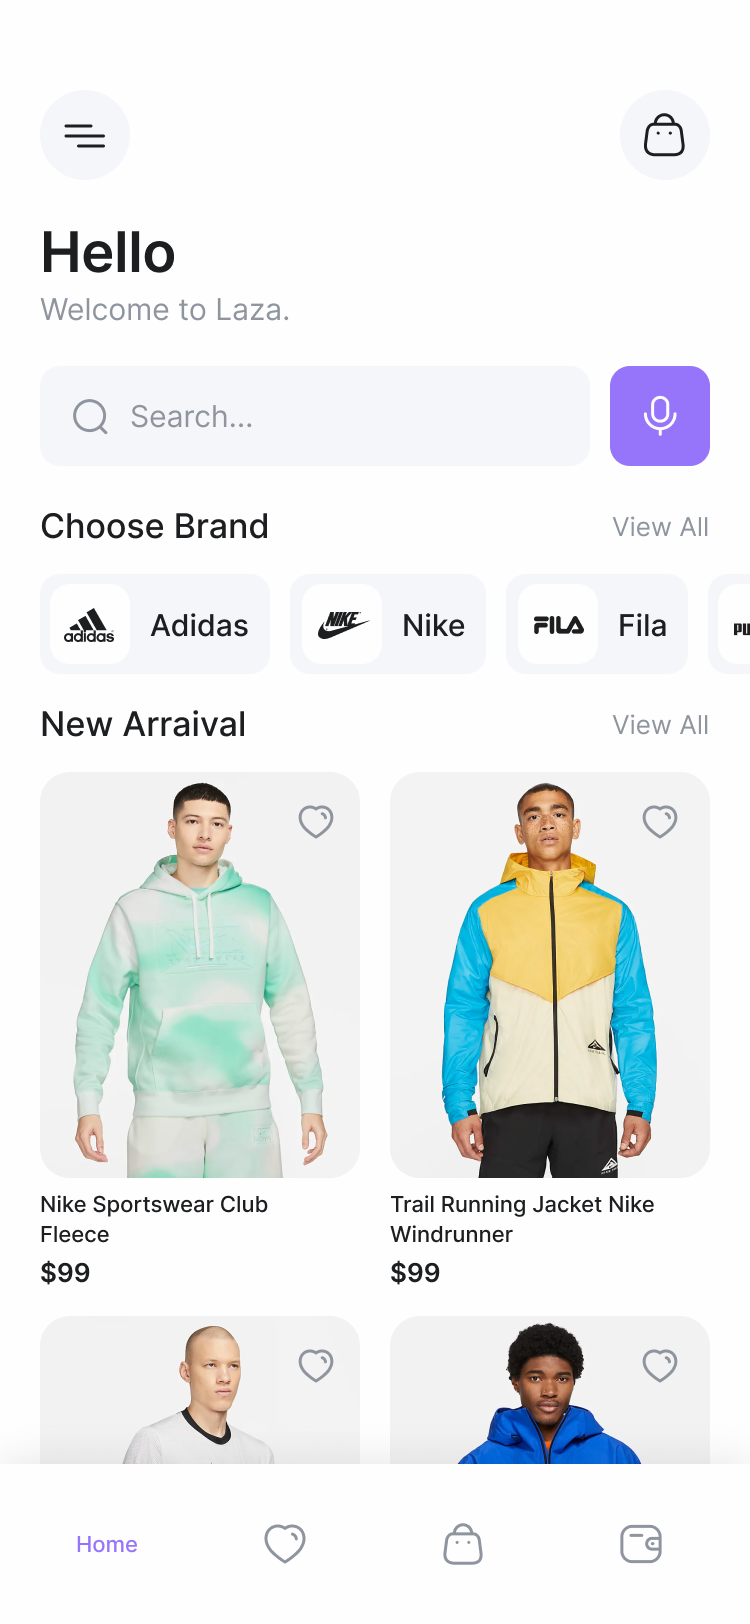 Hello
Welcome to Laza.
Search...
Choose Brand
View All
adidas
Adidas
NIKE
Nike
FILA
Fila
New Arraival
View All
Nike Sportswear Club
Fleece
$99
Trail Running Jacket Nike
Windrunner
$99
Home